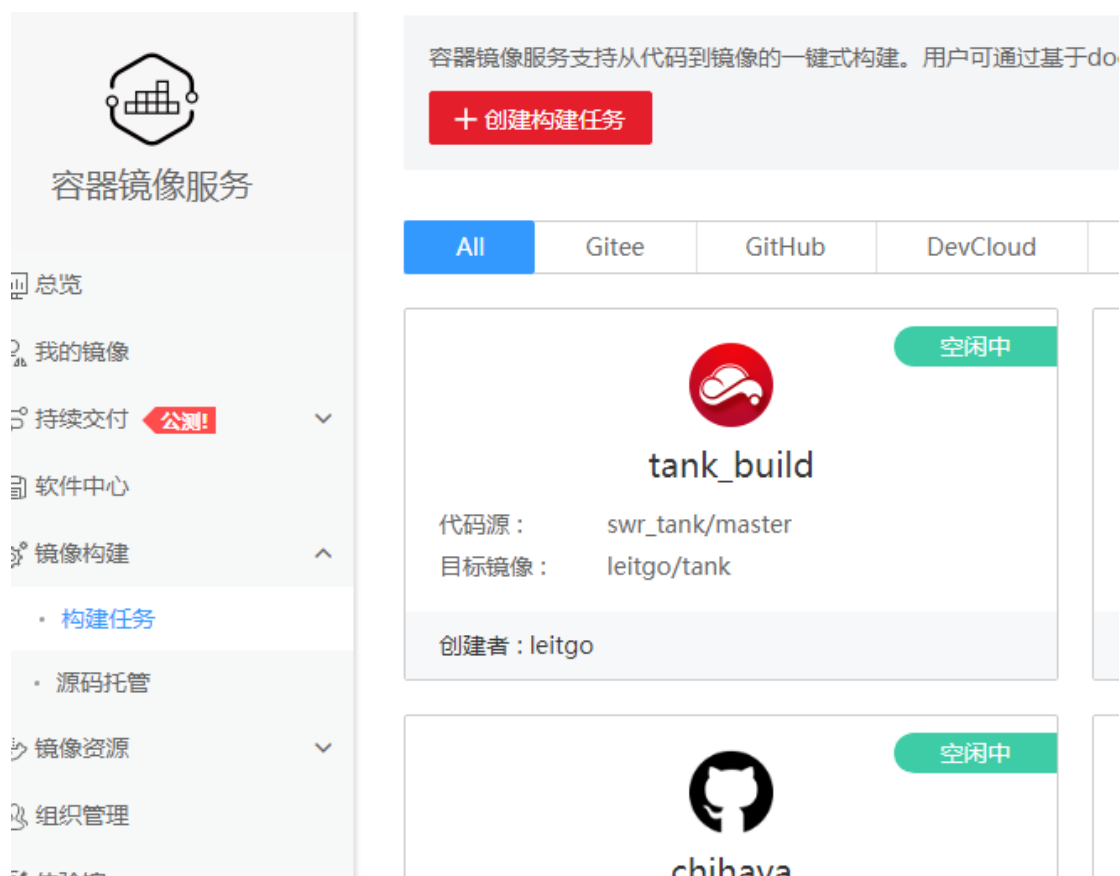 容器镜像服务
总览
我的镜像
持续交付 公测!
软件中心
镜像构建
· 构建任务
· 源码托管
镜像资源
组织管理
容器镜像服务支持从代码到镜像的一键式构建。用户可通过基于do
+ 创建构建任务
All Gitee GitHub DevCloud
空闲中
tank_build
代码源: swr_tank/master
目标镜像: leitgo/tank
创建者: leitgo
空闲中
chihaya